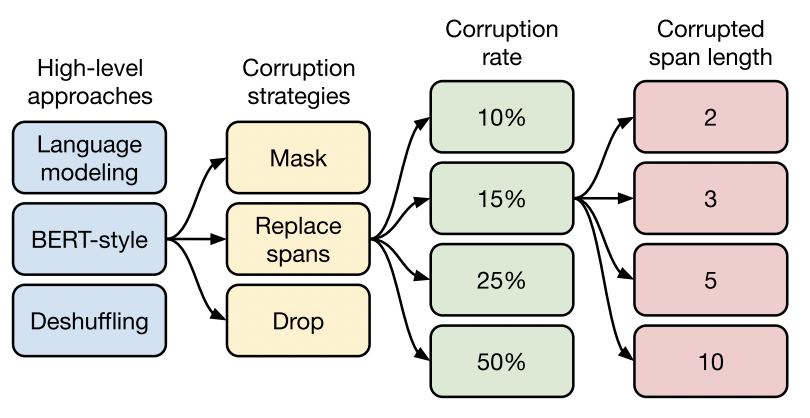 High-level
approaches
Language
modeling
BERT-style
Deshuffling
Corruption
strategies
Mask
Replace
spans
Drop
Corruption
rate
10%
15%
25%
50%
Corrupted
span length
2
3
5
10